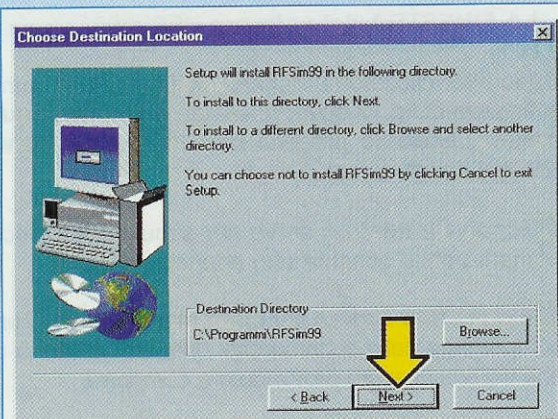 Choose Destination Location
Setup will install RFSim99 in the following directory.
To install to this directory, click Next.
To install to a different directory, click Browse and select another
directory.
You can choose not to install RFSim99 by clicking Cancel to exit
Setup.
Destination Directory
C:\Programmi\RFSim99
Browse...
< Back
Next >
Cancel